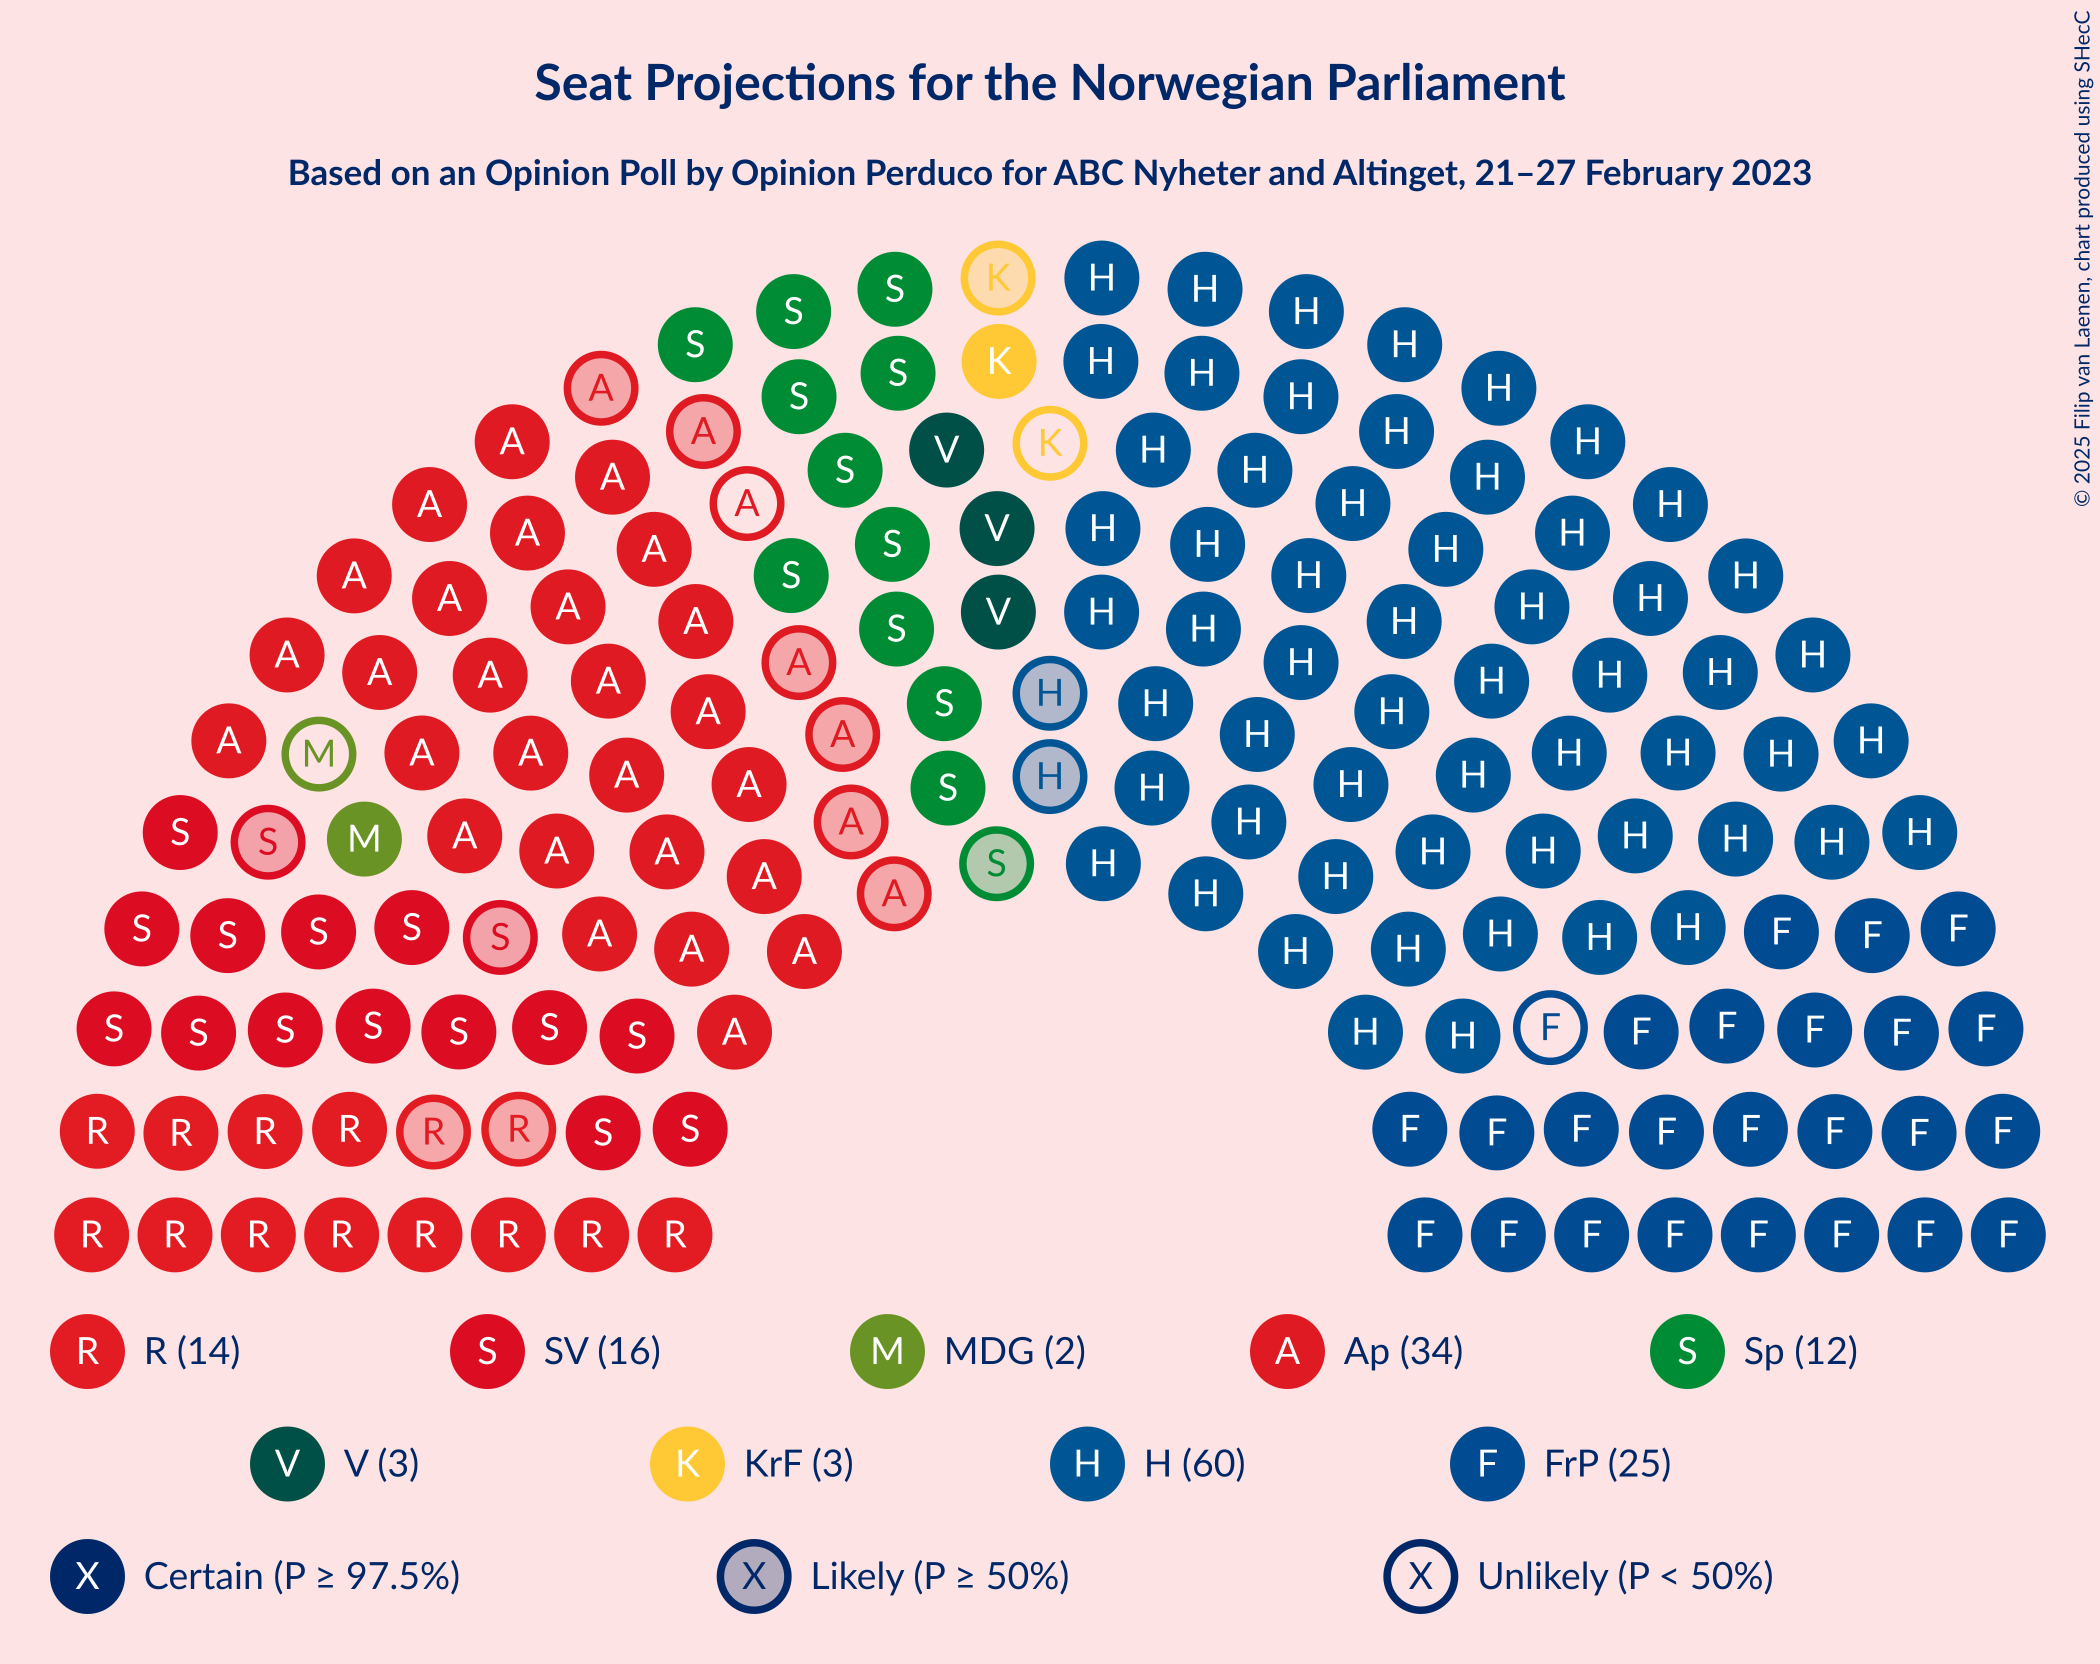 Seat Projections for the Norwegian Parliament
Based on an Opinion Poll by Opinion Perduco for ABC Nyheter and Altinget, 21–27 February 2023
© 2025 Filip van Laenen, chart produced using SHecC
K H
S H
S H
S H
K H
S H
A H
S H
A H
V K H
A H
S H
A H
A H
A H
V H
A H
S H
A H
S H
A H
V H
A H
S H
A H
A H
A H
A H
A H
A H
H
A H
S H
A H
A H
A H
M A A H H H
H
A H
A H
S H
A H
S S M A A A A A S H H H H H H H H H
S S S S S A A A A H H H H H H F F F
S S S S S S S A H H F F F F F F
R R R R R R S S F F F F F F F F
R R R R R R R R F F F F F F F F
R R (14) S SV (16) M MDG (2) A Ap (34) S Sp (12)
V V (3) K KrF (3) H H (60) F FrP (25)
X Certain (P ≥ 97.5%) X Likely (P ≥ 50%) X Unlikely (P < 50%)